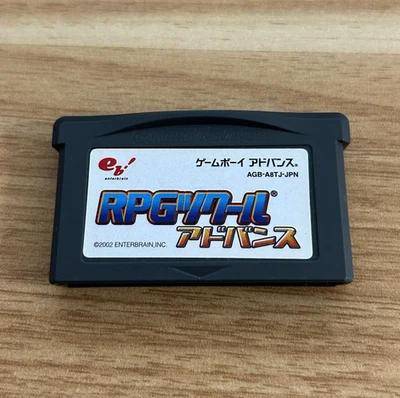 eb!
enterbrain
ゲームボーイ アドバンス®
AGB-A8TJ-JPN
RPGツクール®
アドバンス
©2002 ENTERBRAIN,INC.